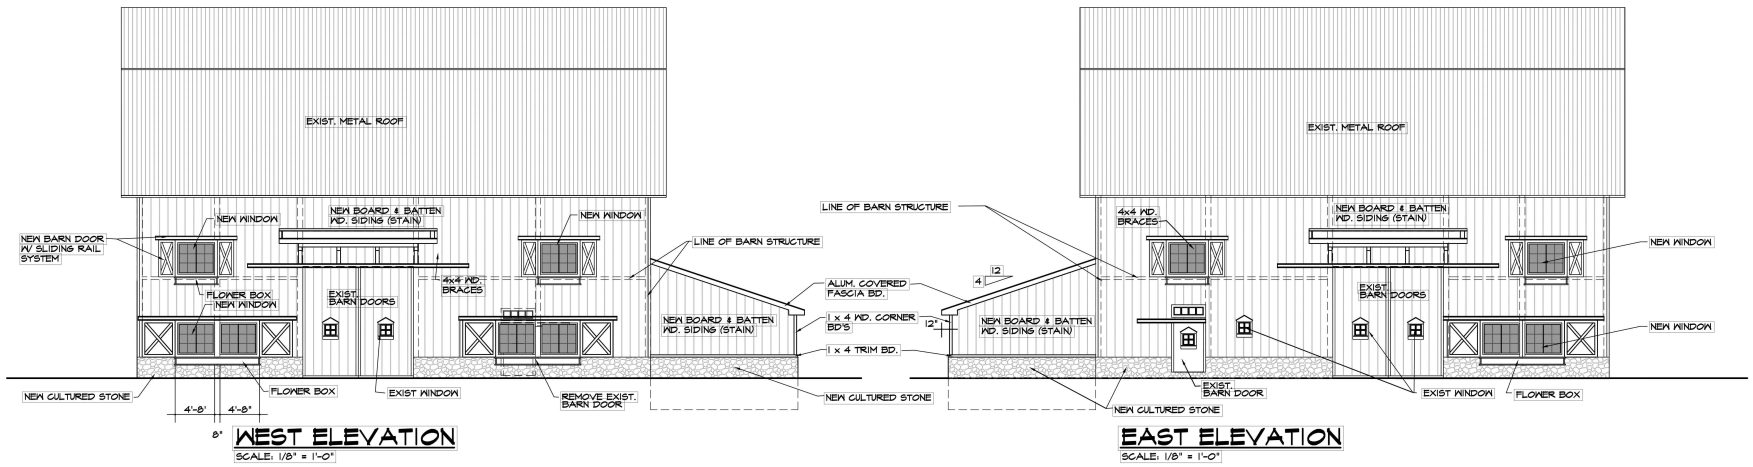 EXIST. METAL ROOF
NEW WINDOW
NEW BOARD & BATTEN
WD. SIDING (STAIN)
NEW WINDOW
NEW BARN DOOR
W/ SLIDING RAIL
SYSTEM
LINE OF BARN STRUCTURE
FLOWER BOX
NEW WINDOW
EXIST.
BARN DOORS
4x4 WD.
BRACES
NEW BOARD & BATTEN
WD. SIDING (STAIN)
NEW CULTURED STONE
FLOWER BOX
EXIST WINDOW
REMOVE EXIST.
BARN DOOR
NEW CULTURED STONE
4'-8'
4'-8"
8"
WEST ELEVATION
SCALE: 1/8" = 1'-0"
LINE OF BARN STRUCTURE
ALUM. COVERED
FASCIA BD.
1 x 4 WD. CORNER
BD'S
1 x 4 TRIM BD.
EXIST. METAL ROOF
4x4 WD.
BRACES
NEW BOARD & BATTEN
WD. SIDING (STAIN)
NEW WINDOW
12
4
EXIST.
BARN DOORS
12"
NEW BOARD & BATTEN
WD. SIDING (STAIN)
NEW WINDOW
EXIST.
BARN DOOR
EXIST WINDOW
FLOWER BOX
NEW CULTURED STONE
EAST ELEVATION
SCALE: 1/8" = 1'-0"